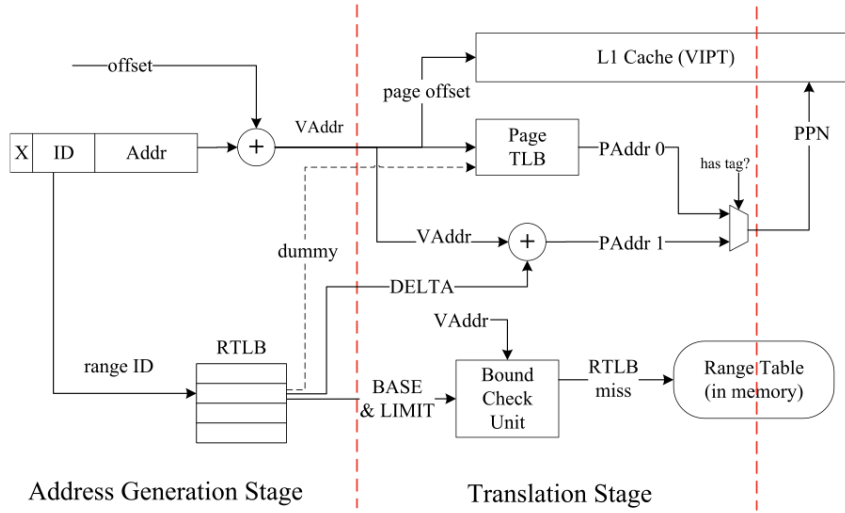 offset
L1 Cache (VIPT)
page offset
VAddr
X
ID
Addr
+
Page
TLB
PAddr 0
PPN
has tag?
VAddr
+
PAddr 1
dummy
DELTA
RTLB
VAddr
range ID
BASE
& LIMIT
Bound
Check
Unit
RTLB
miss
Range Table
(in memory)
Address Generation Stage
Translation Stage